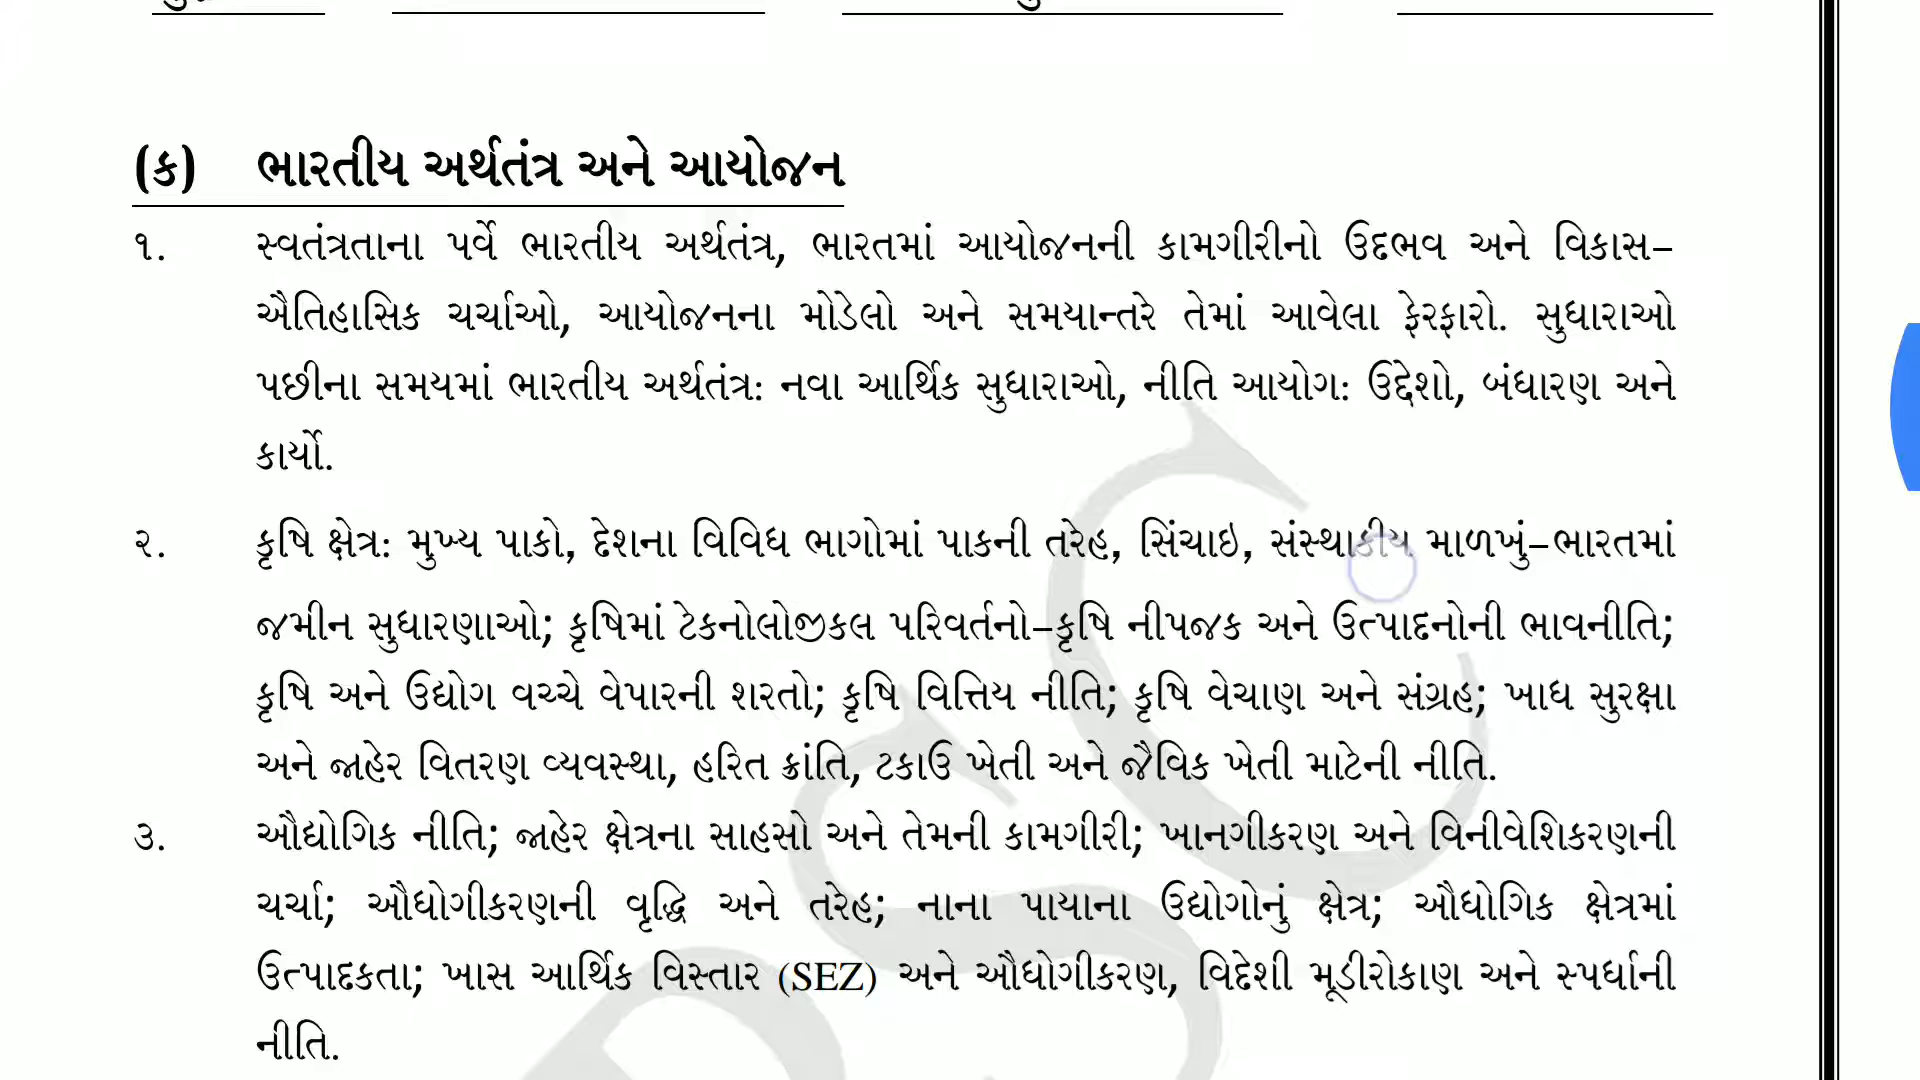 (ક) ભારતીય અર્થતંત્ર અને આયોજન
૧. સ્વતંત્રતાના પર્વે ભારતીય અર્થતંત્ર, ભારતમાં આયોજનની કામગીરીનો ઉદભવ અને વિકાસ–
ઐતિહાસિક ચર્ચાઓ, આયોજનના મોડેલો અને સમયાન્તરે તેમાં આવેલા ફેરફારો. સુધારાઓ
પછીના સમયમાં ભારતીય અર્થતંત્ર: નવા આર્થિક સુધારાઓ, નીતિ આયોગ: ઉદ્દેશો, બંધારણ અને
કાર્યો.
૨. કૃષિ ક્ષેત્ર: મુખ્ય પાકો, દેશના વિવિધ ભાગોમાં પાકની તરેહ, સિંચાઇ, સંસ્થાકીય માળખું–ભારતમાં
જમીન સુધારણાઓ; કૃષિમાં ટેકનોલોજીકલ પરિવર્તનો–કૃષિ નીપજક અને ઉત્પાદનોની ભાવનીતિ;
કૃષિ અને ઉદ્યોગ વચ્ચે વેપારની શરતો; કૃષિ વિત્તિય નીતિ; કૃષિ વેચાણ અને સંગ્રહ; ખાધ સુરક્ષા
અને જાહેર વિતરણ વ્યવસ્થા, હરિત ક્રાંતિ, ટકાઉ ખેતી અને જૈવિક ખેતી માટેની નીતિ.
૩. ઔદ્યોગિક નીતિ; જાહેર ક્ષેત્રના સાહસો અને તેમની કામગીરી; ખાનગીકરણ અને વિનીવેશિકરણની
ચર્ચા; ઔધોગીકરણની વૃદ્ધિ અને તરેહ; નાના પાયાના ઉદ્યોગોનું ક્ષેત્ર; ઔધોગિક ક્ષેત્રમાં
ઉત્પાદકતા; ખાસ આર્થિક વિસ્તાર (SEZ) અને ઔધોગીકરણ, વિદેશી મૂડીરોકાણ અને સ્પર્ધાની
નીતિ.